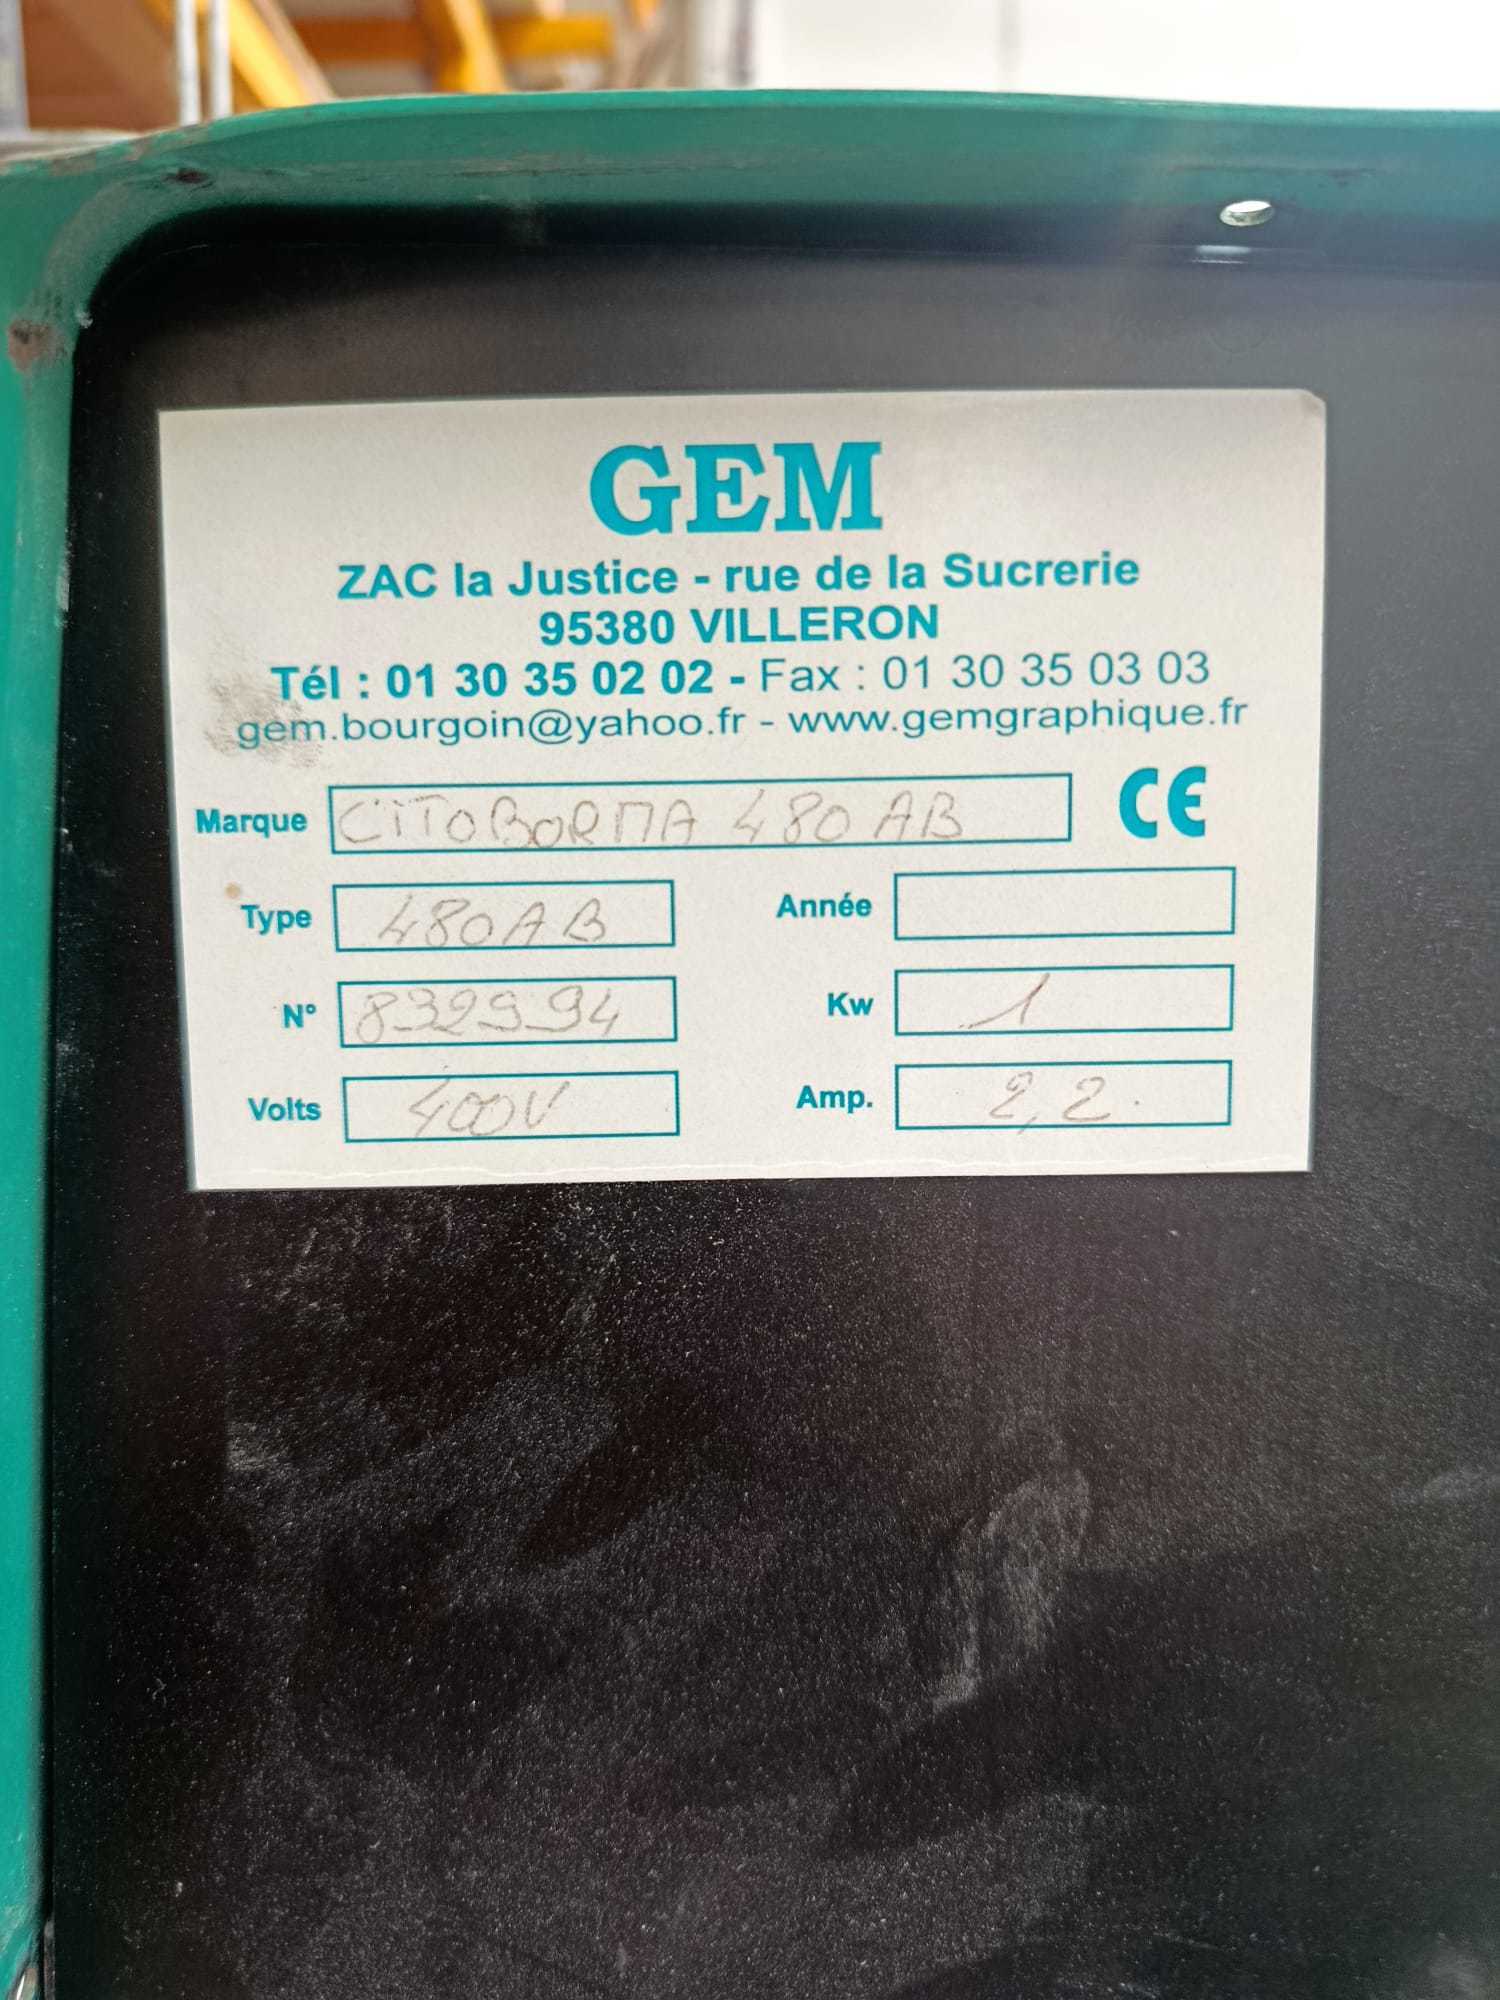 GEM
ZAC la Justice - rue de la Sucrerie
95380 VILLERON
Tél : 01 30 35 02 02 - Fax : 01 30 35 03 03
gem.bourgoin@yahoo.fr - www.gemgraphique.fr
Marque CITOBORMA 480 AB CE
Type 480AB Année
N° 832994 Kw 1
Volts 400V Amp. 2,2.